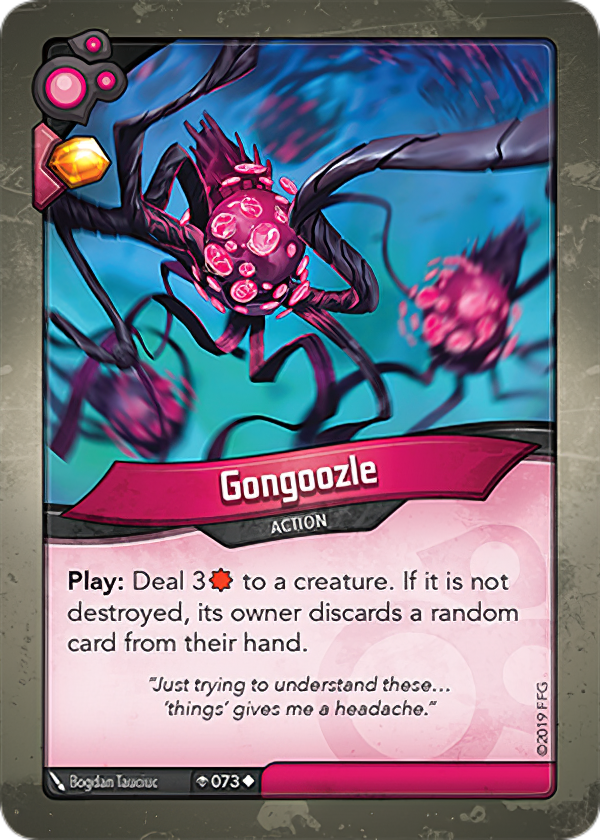 Gongoozle
ACTION
Play: Deal 3 to a creature. If it is not
destroyed, its owner discards a random
card from their hand.
"Just trying to understand these…
'things' gives me a headache."
©2019 FFG
Bogdan 073